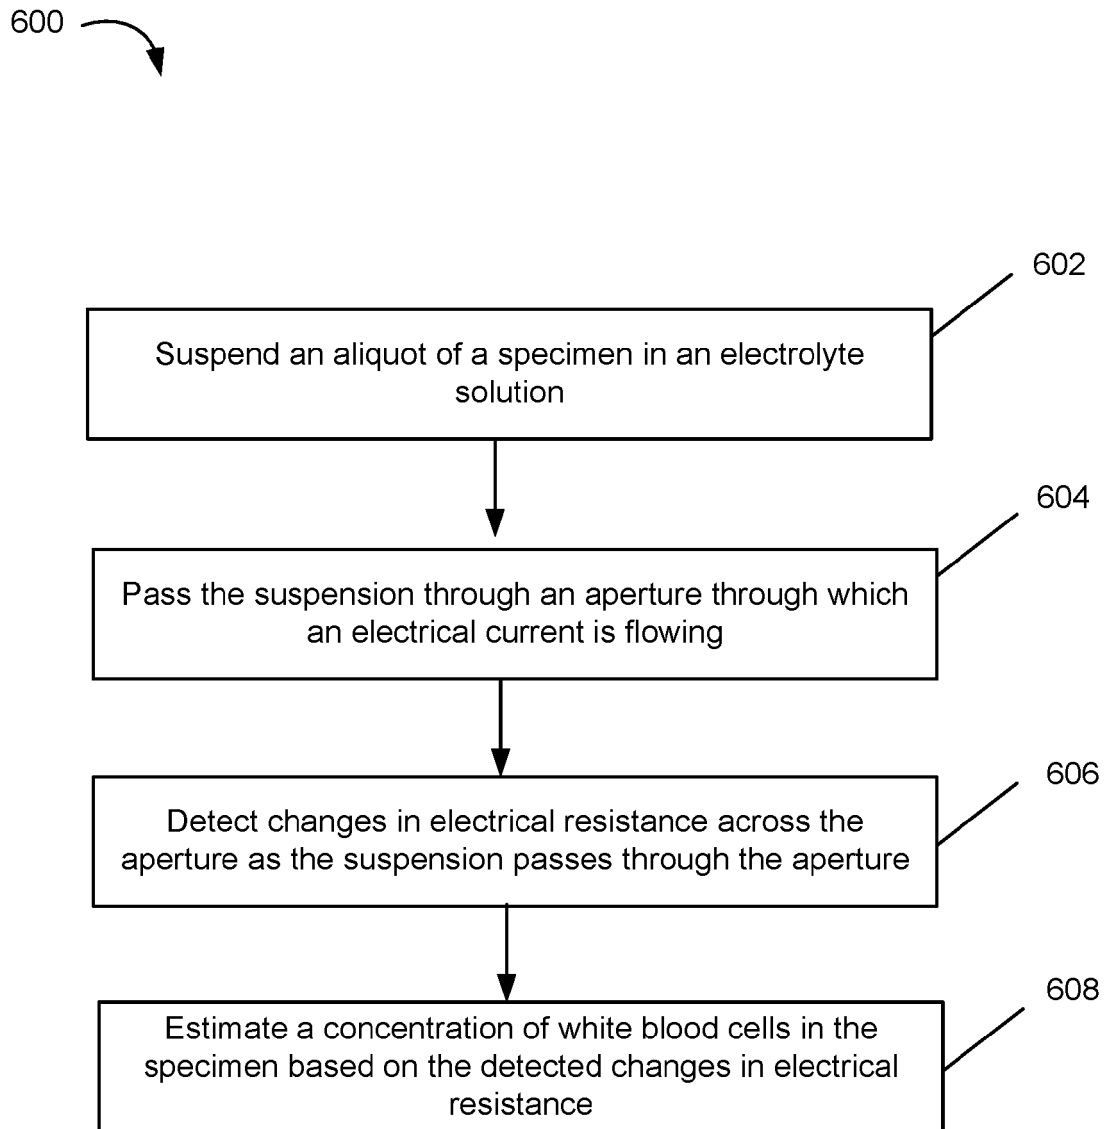 600
602
Suspend an aliquot of a specimen in an electrolyte
solution
604
Pass the suspension through an aperture through which
an electrical current is flowing
606
Detect changes in electrical resistance across the
aperture as the suspension passes through the aperture
608
Estimate a concentration of white blood cells in the
specimen based on the detected changes in electrical
resistance